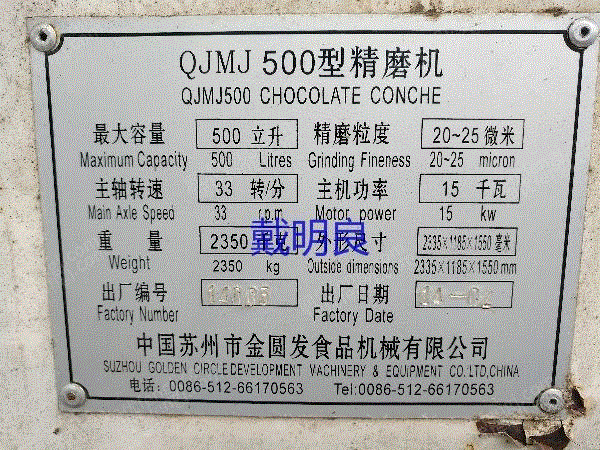 QJMJ 500型精磨机
QJMJ500 CHOCOLATE CONCHE
最大容量 500 立升 精磨粒度 20~25 微米
Maximum Capacity 500 Litres Grinding Fineness 20~25 micron
主轴转速 33 转/分 主机功率 15 千瓦
Main Axle Speed 33 r.p.m Motor power 15 kw
重量 2350 外形尺寸 2335×1185×1550毫米
戴明良
Weight 2350 kg Outside dimensions 2335×1185×1550mm
出厂编号 出厂日期
Factory Number Factory Date
中国苏州市金圆发食品机械有限公司
SUZHOU GOLDEN CIRCLE DEVELOPMENT VACHINERY & EQUIPMENT CO.LTD,CHINA
电话: 0086-512-66170563 Tel:0086-512-66170563